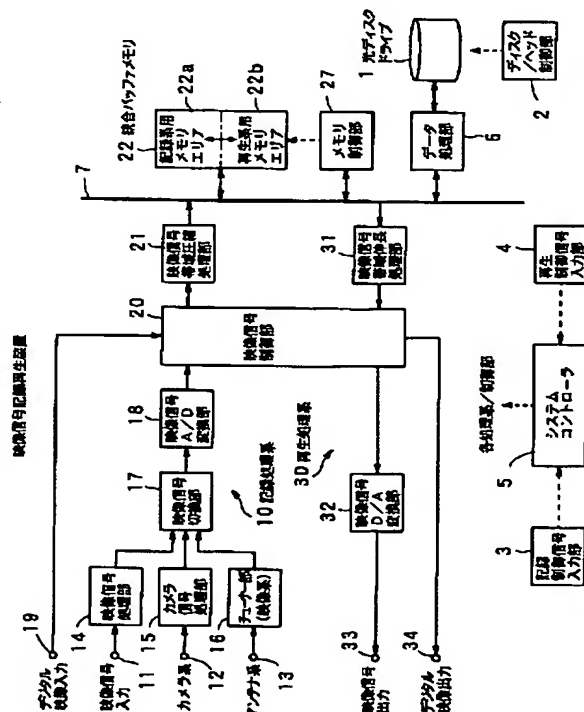 映像信号記録再生装置
19
デジタル
映像入力
14
映像信号
処理部
映像信号
入力
11
15
カメラ
信号
処理部
カメラ系
12
16
チューナー部
(映像系)
アンテナ系
13
17
映像信号
切換部
10 記録処理系
18
映像信号
A/D
変換部
20
映像信号
制御部
21
映像信号
帯域圧縮
処理部
7
22 統合バッファメモリ
22a
記録系用
メモリ
エリア
22b
再生系用
メモリ
エリア
27
メモリ
制御部
1 光ディスク
ドライブ
ディスク
/ヘッド
制御部
2
データ
処理部
6
31
映像信号
帯域伸長
処理部
30 再生処理系
32
映像信号
D/A
変換部
33
映像信号
出力
34
デジタル
映像出力
各処理系/制御部
3
記録
制御信号
入力部
5
システム
コントローラ
4
再生
制御信号
入力部